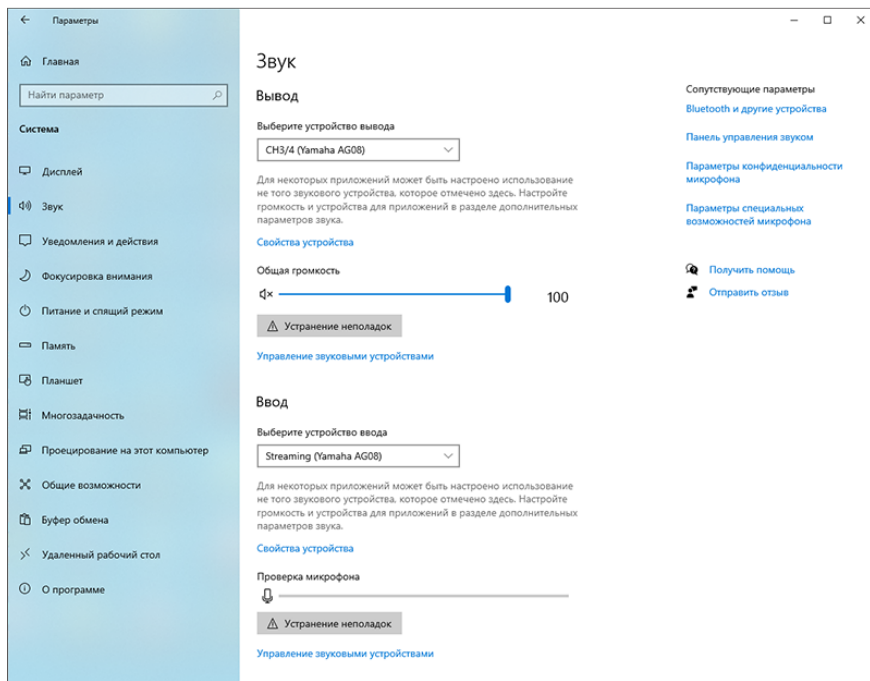 Параметры
Главная
Найти параметр
Система
Дисплей
Звук
Уведомления и действия
Фокусировка внимания
Питание и спящий режим
Память
Планшет
Многозадачность
Проецирование на этот компьютер
Общие возможности
Буфер обмена
Удаленный рабочий стол
О программе
Звук
Вывод
Выберите устройство вывода
CH3/4 (Yamaha AG08)
Для некоторых приложений может быть настроено использование
не того звукового устройства, которое отмечено здесь. Настройте
громкость и устройства для приложений в разделе дополнительных
параметров звука.
Свойства устройства
Общая громкость
100
Устранение неполадок
Управление звуковыми устройствами
Ввод
Выберите устройство ввода
Streaming (Yamaha AG08)
Для некоторых приложений может быть настроено использование
не того звукового устройства, которое отмечено здесь. Настройте
громкость и устройства для приложений в разделе дополнительных
параметров звука.
Свойства устройства
Проверка микрофона
Устранение неполадок
Управление звуковыми устройствами
Сопутствующие параметры
Bluetooth и другие устройства
Панель управления звуком
Параметры конфиденциальности
микрофона
Параметры специальных
возможностей микрофона
Получить помощь
Отправить отзыв